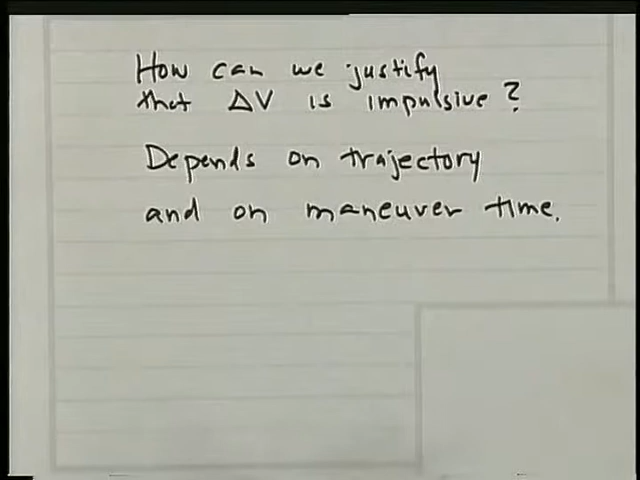 How can we justify
that ΔV is impulsive?
Depends on trajectory
and on maneuver time.